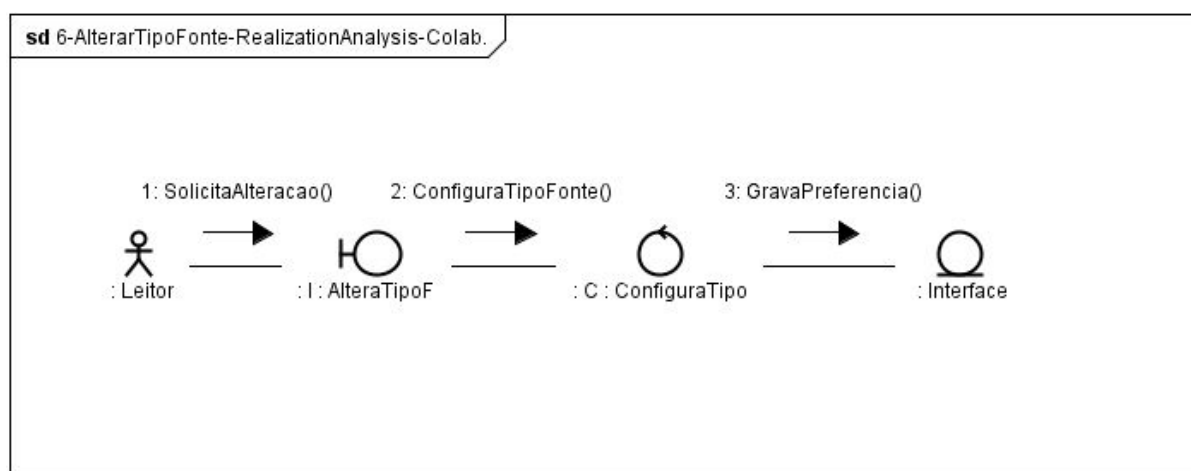 sd 6-AlterarTipoFonte-RealizationAnalysis-Colab.
1: SolicitaAlteracao() 2: ConfiguraTipoFonte() 3: GravaPreferencia()
: Leitor : I : AlteraTipoF : C : ConfiguraTipo : Interface